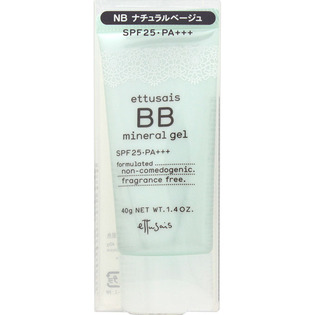 NB ナチュラルベージュ
SPF25・PA+++
ettusais
BB
mineral gel
SPF25・PA+++
formulated
non-comedogenic.
fragrance free.
40g NET WT.1.4OZ.
ettusais